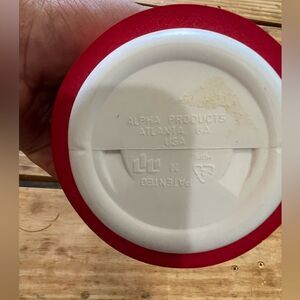 ALPHA PRODUCTS
ATLANTA GA
USA
PATENTED